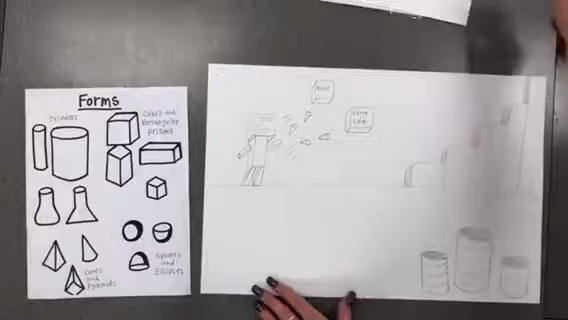 Forms
Cylinders
Cubes and
Rectangular
prisms
Spheres
and
Ellipses
Cones
and
Pyramids